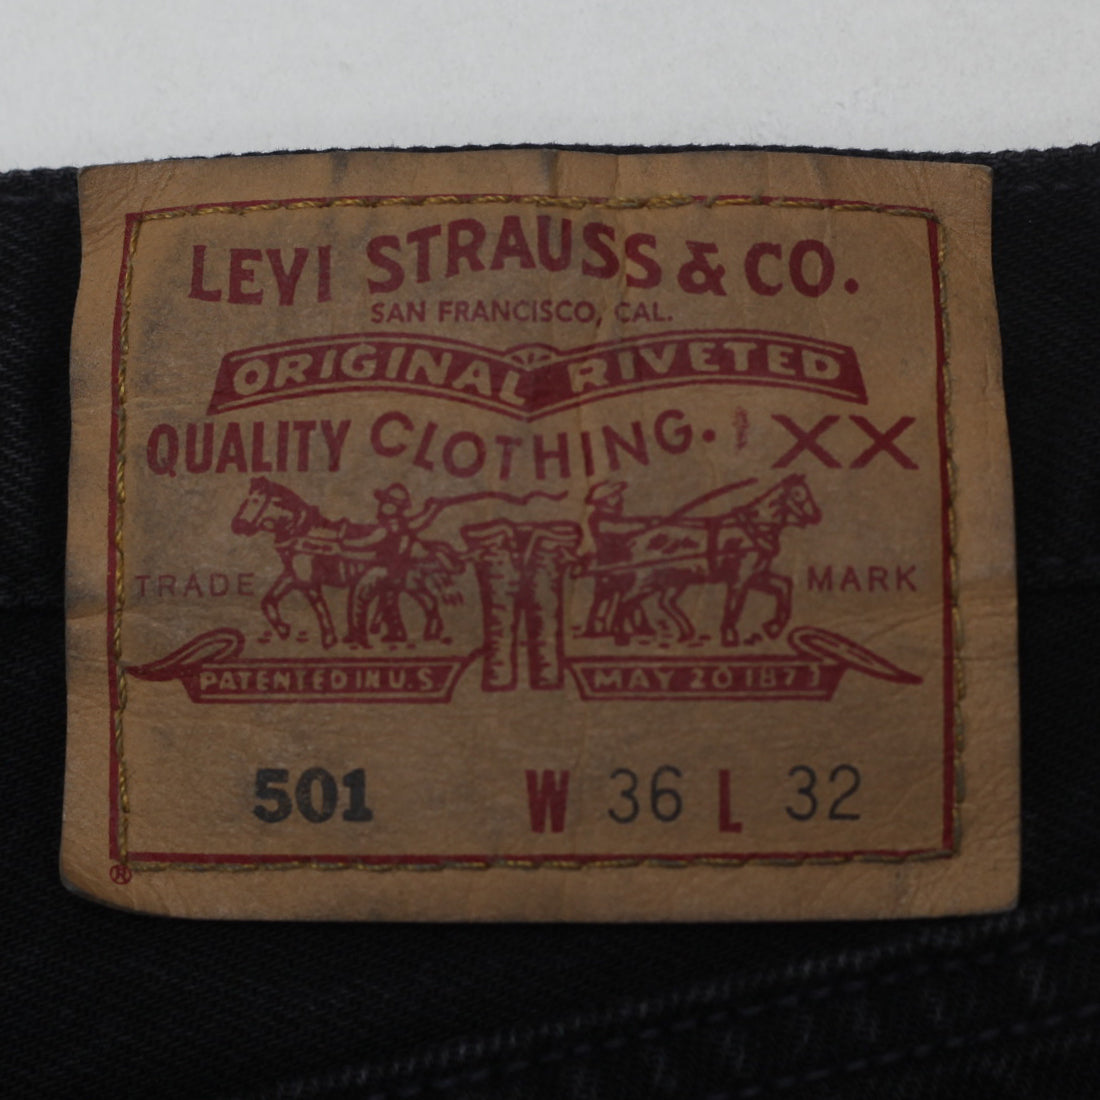 LEVI STRAUSS & CO.
SAN FRANCISCO, CAL.
ORIGINAL RIVETED
QUALITY CLOTHING. XX
TRADE MARK
PATENTED IN U.S. MAY 20 1873
501 W 36 L 32
®